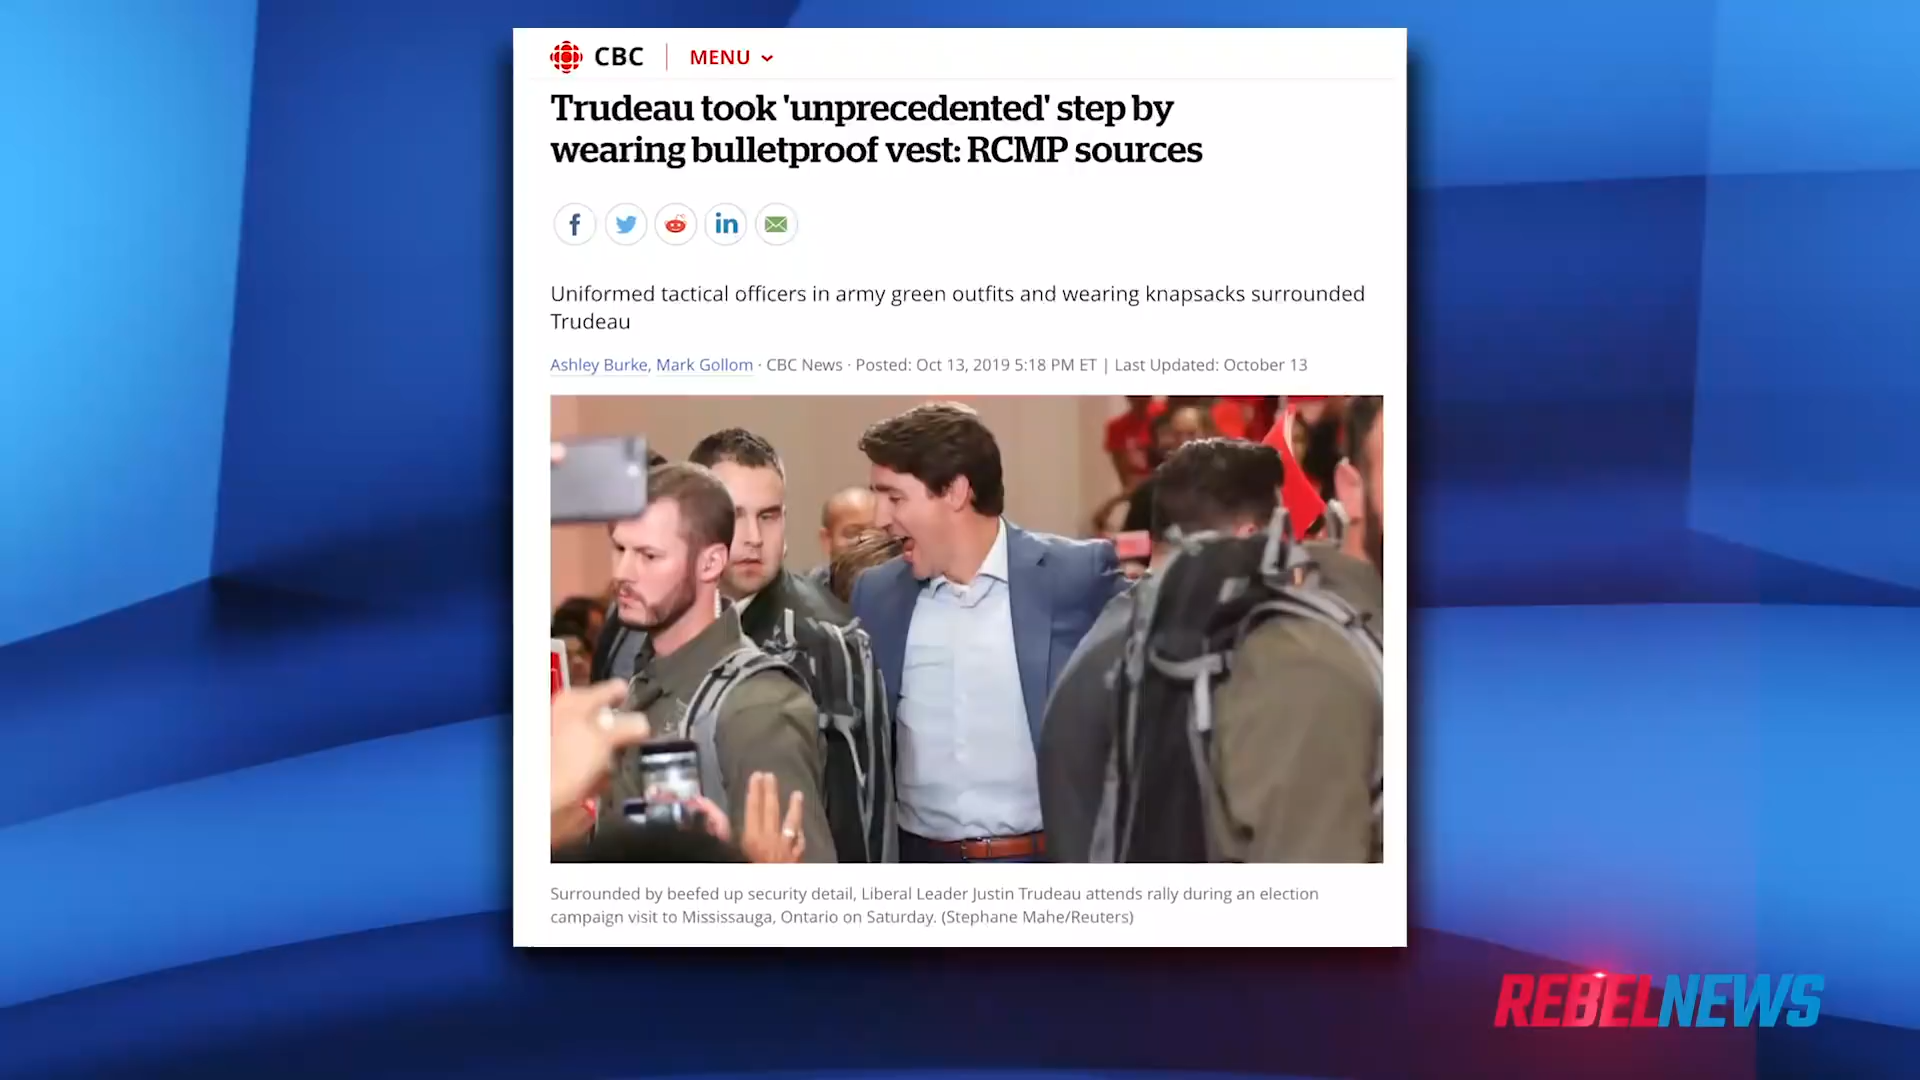 CBC
MENU
Trudeau took 'unprecedented' step by
wearing bulletproof vest: RCMP sources
Uniformed tactical officers in army green outfits and wearing knapsacks surrounded
Trudeau
Ashley Burke, Mark Gollom · CBC News · Posted: Oct 13, 2019 5:18 PM ET | Last Updated: October 13
Surrounded by beefed up security detail, Liberal Leader Justin Trudeau attends rally during an election
campaign visit to Mississauga, Ontario on Saturday. (Stephane Mahe/Reuters)
REBELNEWS